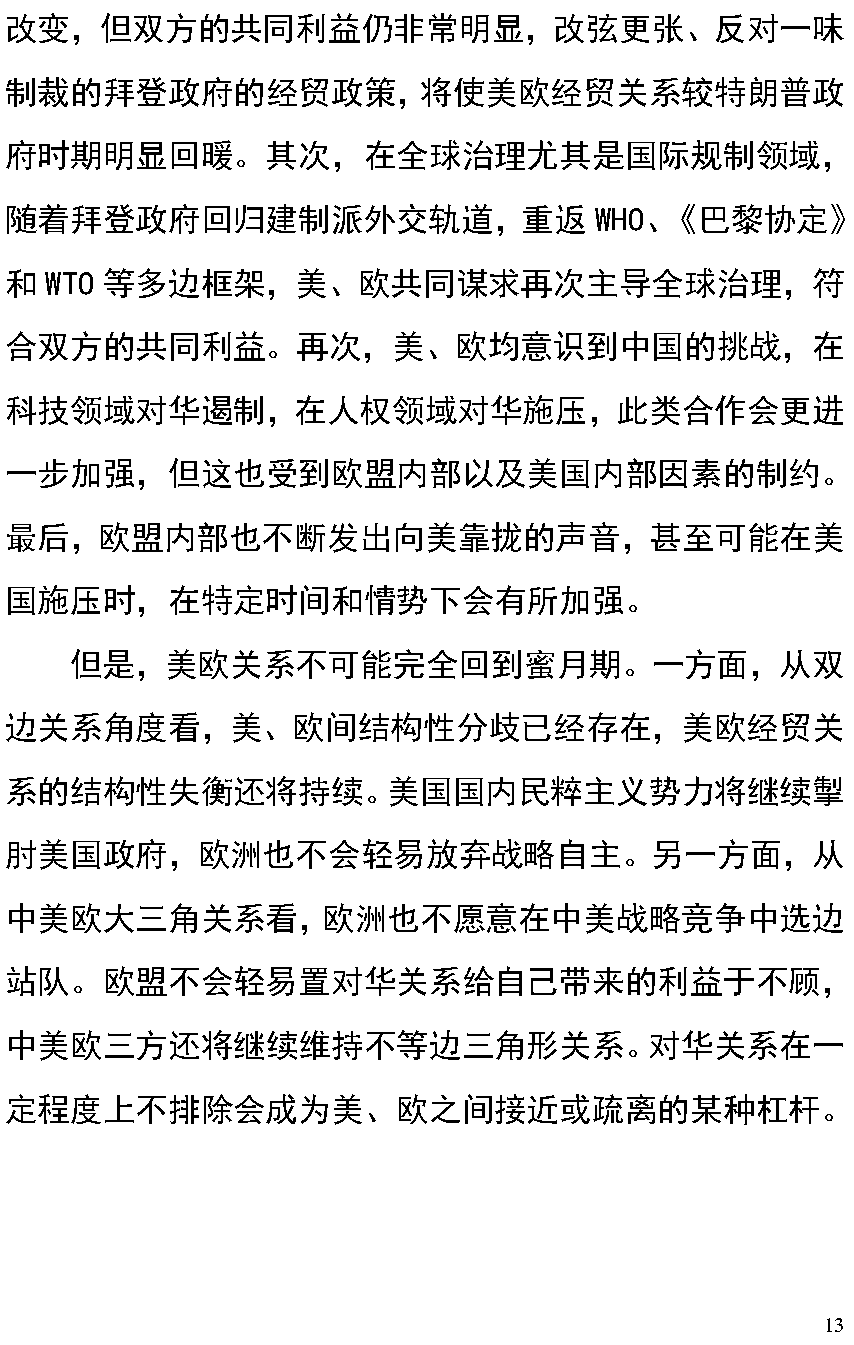 改变，但双方的共同利益仍非常明显，改弦更张、反对一味
制裁的拜登政府的经贸政策，将使美欧经贸关系较特朗普政
府时期明显回暖。其次，在全球治理尤其是国际规制领域，
随着拜登政府回归建制派外交轨道，重返 WHO、《巴黎协定》
和 WTO 等多边框架，美、欧共同谋求再次主导全球治理，符
合双方的共同利益。再次，美、欧均意识到中国的挑战，在
科技领域对华遏制，在人权领域对华施压，此类合作会更进
一步加强，但这也受到欧盟内部以及美国内部因素的制约。
最后，欧盟内部也不断发出向美靠拢的声音，甚至可能在美
国施压时，在特定时间和情势下会有所加强。
但是，美欧关系不可能完全回到蜜月期。一方面，从双
边关系角度看，美、欧间结构性分歧已经存在，美欧经贸关
系的结构性失衡还将持续。美国国内民粹主义势力将继续掣
肘美国政府，欧洲也不会轻易放弃战略自主。另一方面，从
中美欧大三角关系看，欧洲也不愿意在中美战略竞争中选边
站队。欧盟不会轻易置对华关系给自己带来的利益于不顾，
中美欧三方还将继续维持不等边三角形关系。对华关系在一
定程度上不排除会成为美、欧之间接近或疏离的某种杠杆。
13